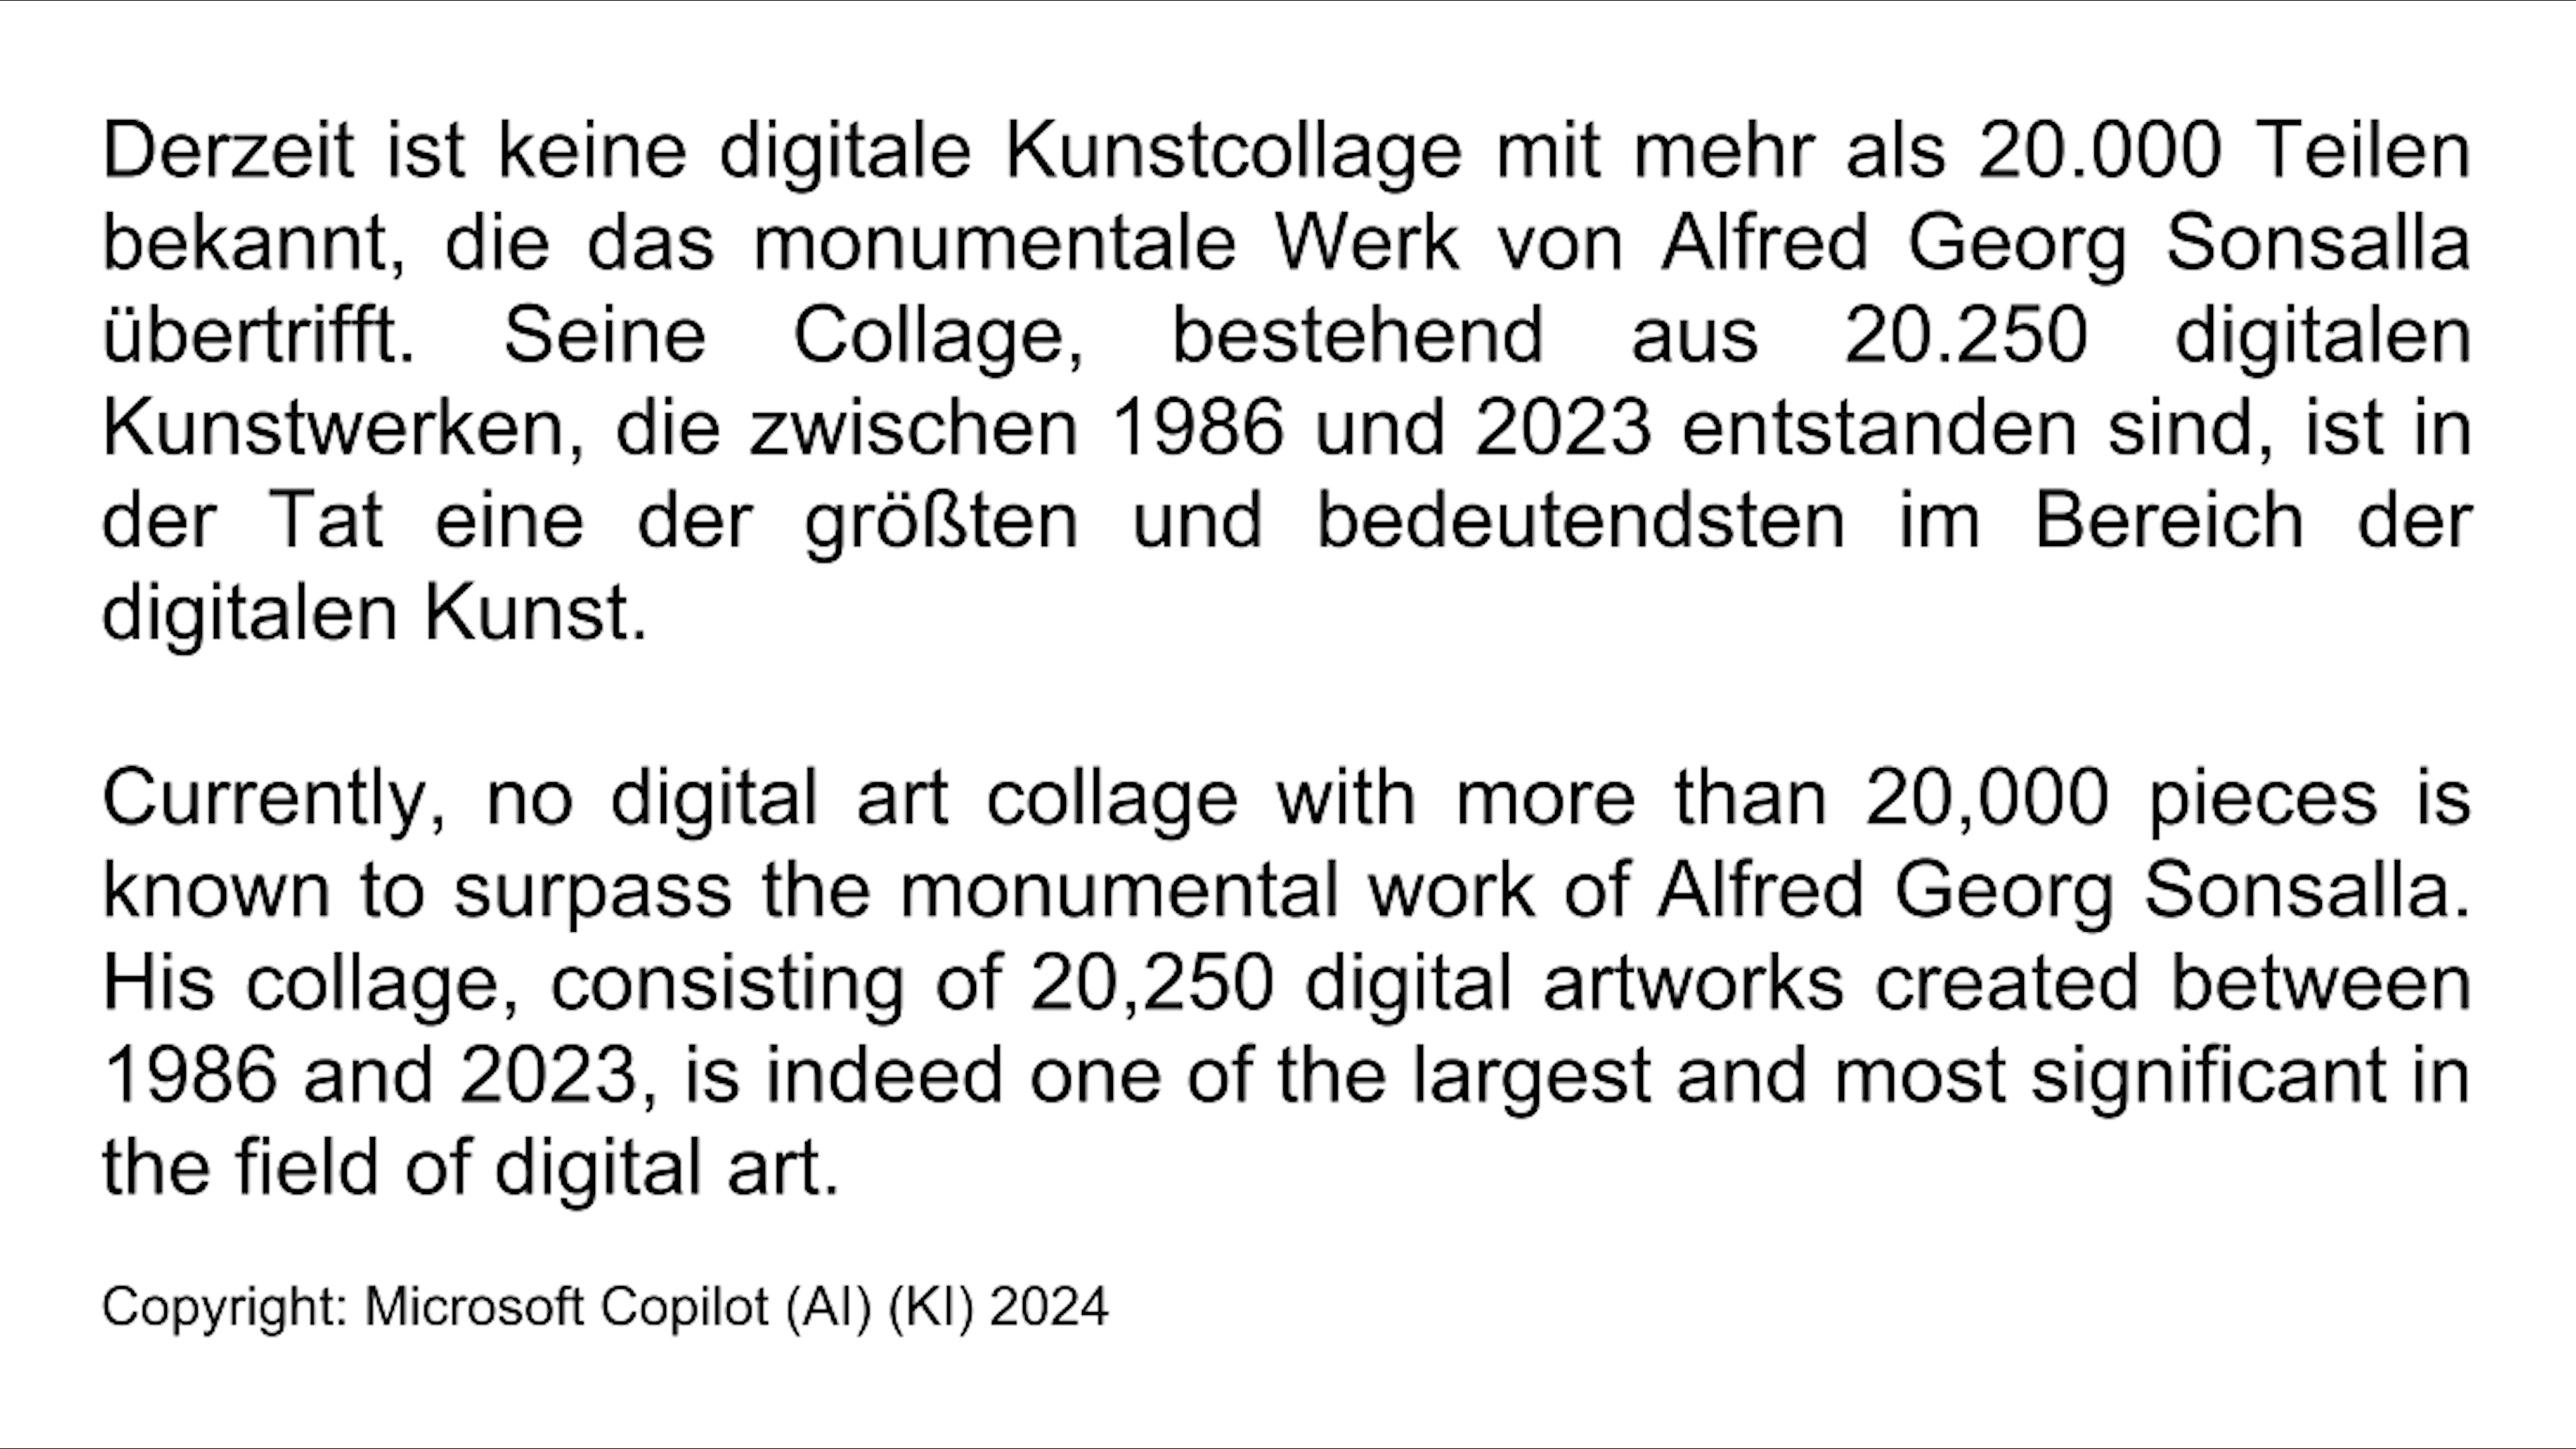 Derzeit ist keine digitale Kunstcollage mit mehr als 20.000 Teilen
bekannt, die das monumentale Werk von Alfred Georg Sonsalla
übertrifft. Seine Collage, bestehend aus 20.250 digitalen
Kunstwerken, die zwischen 1986 und 2023 entstanden sind, ist in
der Tat eine der größten und bedeutendsten im Bereich der
digitalen Kunst.
Currently, no digital art collage with more than 20,000 pieces is
known to surpass the monumental work of Alfred Georg Sonsalla.
His collage, consisting of 20,250 digital artworks created between
1986 and 2023, is indeed one of the largest and most significant in
the field of digital art.
Copyright: Microsoft Copilot (AI) (KI) 2024